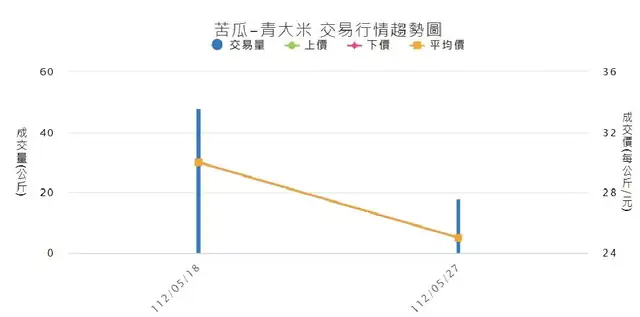 苦瓜-青大米 交易行情趨勢圖
交易量 上價 下價 平均價
60 36
成交量(公斤)
成交價(每公斤/元)
40 32
20 28
0 24
112/05/18 112/05/27